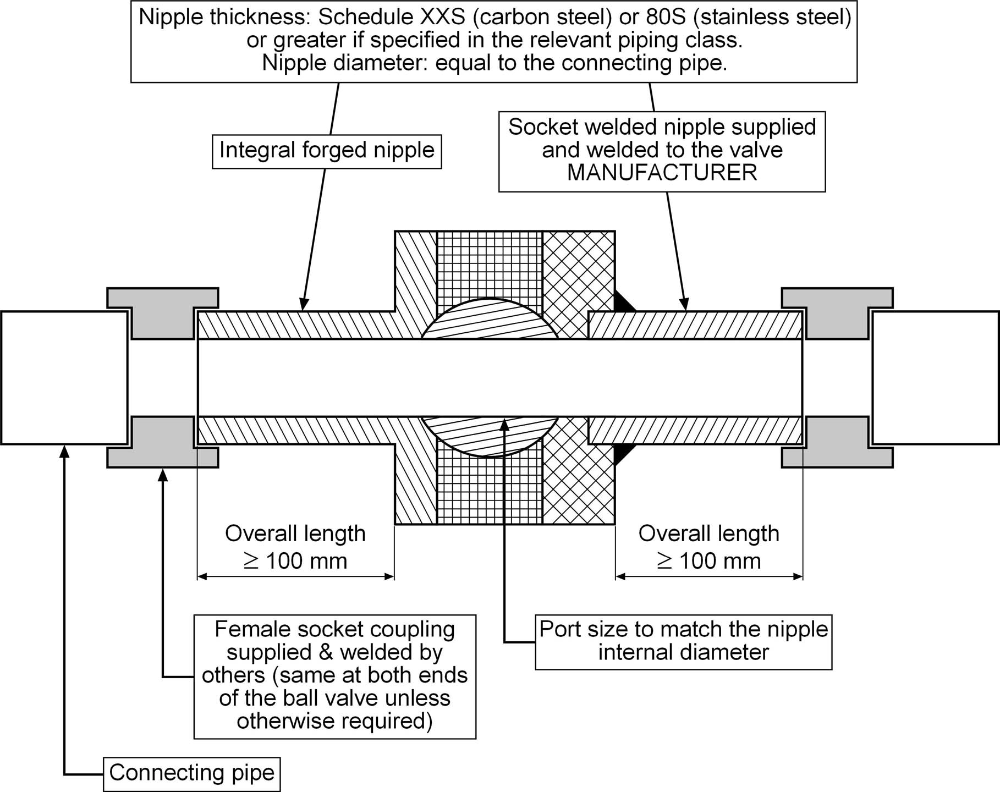 Nipple thickness: Schedule XXS (carbon steel) or 80S (stainless steel)
or greater if specified in the relevant piping class.
Nipple diameter: equal to the connecting pipe.
Integral forged nipple
Socket welded nipple supplied
and welded to the valve
MANUFACTURER
Overall length
≥ 100 mm
Overall length
≥ 100 mm
Female socket coupling
supplied & welded by
others (same at both ends
of the ball valve unless
otherwise required)
Port size to match the nipple
internal diameter
Connecting pipe